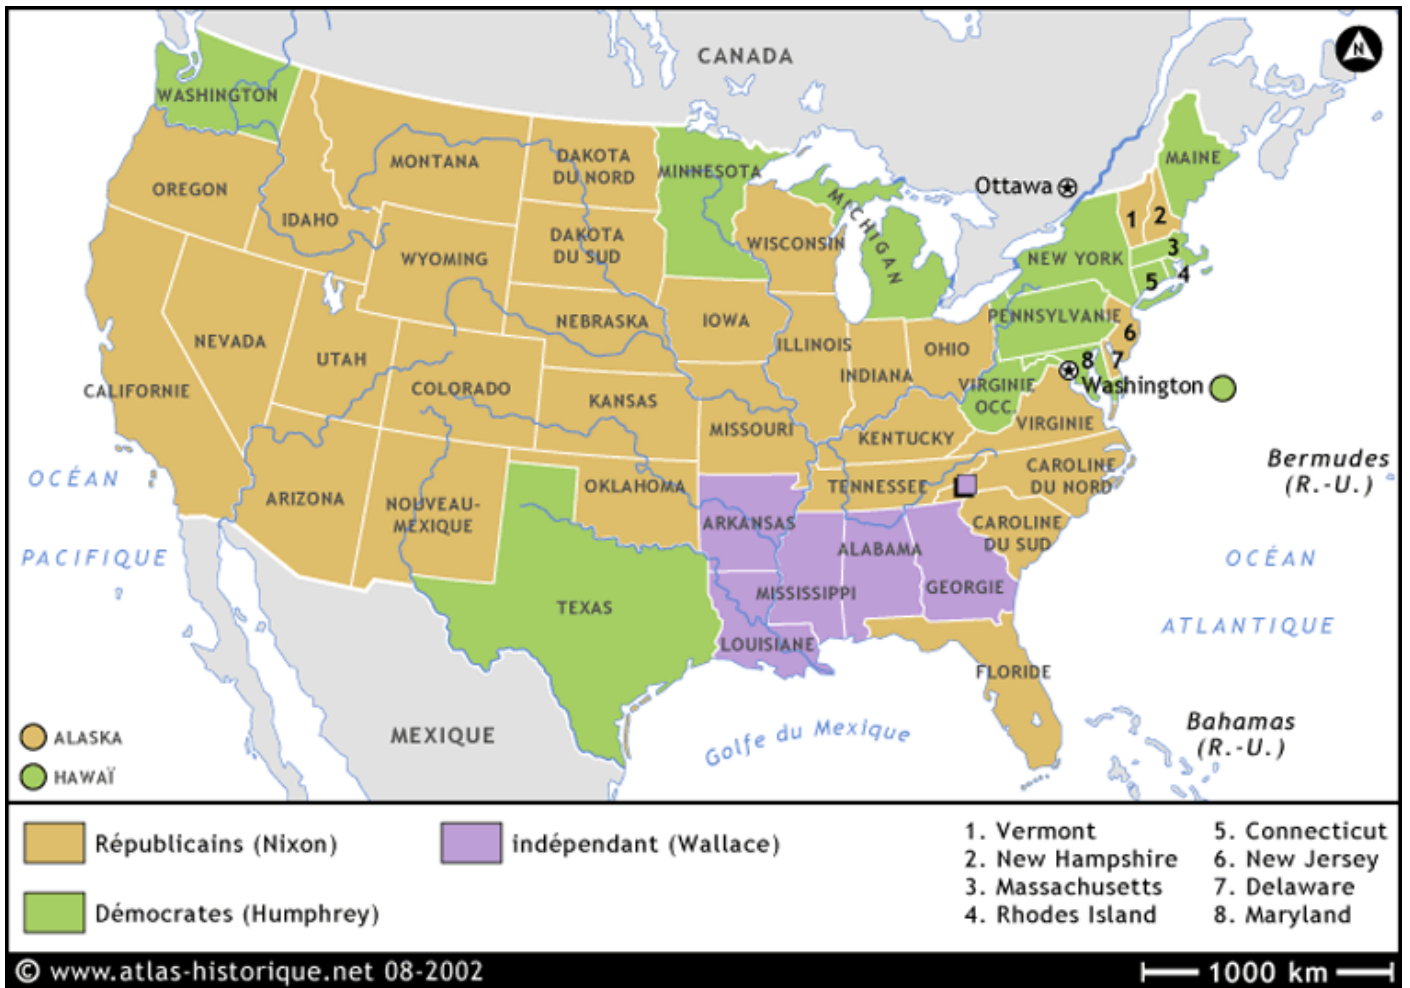 CANADA
N
WASHINGTON
MAINE
MONTANA
DAKOTA
DU NORD
MINNESOTA
Ottawa
OREGON
IDAHO
MICHIGAN
1
2
DAKOTA
DU SUD
WISCONSIN
WYOMING
NEW YORK
3
4
5
NEBRASKA
IOWA
PENNSYLVANIE
6
NEVADA
UTAH
ILLINOIS
OHIO
7
8
CALIFORNIE
COLORADO
INDIANA
VIRGINIE
OCC.
Washington
KANSAS
MISSOURI
KENTUCKY
VIRGINIE
OCÉAN
PACIFIQUE
ARIZONA
NOUVEAU-
MEXIQUE
OKLAHOMA
TENNESSEE
CAROLINE
DU NORD
Bermudes
(R.-U.)
ARKANSAS
CAROLINE
DU SUD
ALABAMA
OCÉAN
ATLANTIQUE
TEXAS
MISSISSIPPI
GEORGIE
LOUISIANE
FLORIDE
MEXIQUE
Golfe du Mexique
Bahamas
(R.-U.)
ALASKA
HAWAÏ
Républicains (Nixon)
indépendant (Wallace)
Démocrates (Humphrey)
1. Vermont
2. New Hampshire
3. Massachusetts
4. Rhodes Island
5. Connecticut
6. New Jersey
7. Delaware
8. Maryland
© www.atlas-historique.net 08-2002
1000 km